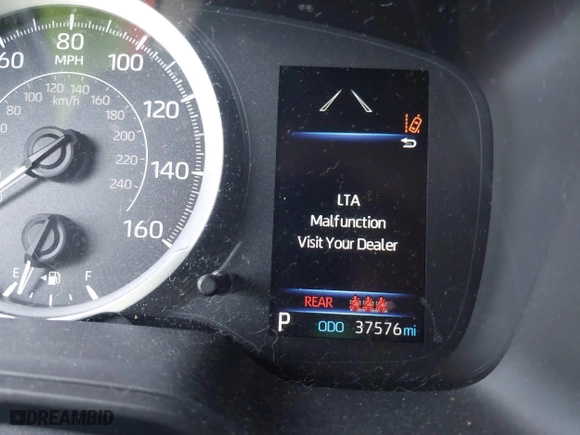 60 80 100 120 140 160
MPH
80 100 120 140 160 180 200 220 240
km/h
E F
LTA
Malfunction
Visit Your Dealer
REAR
P ODO 37576 mi
DREAMBID